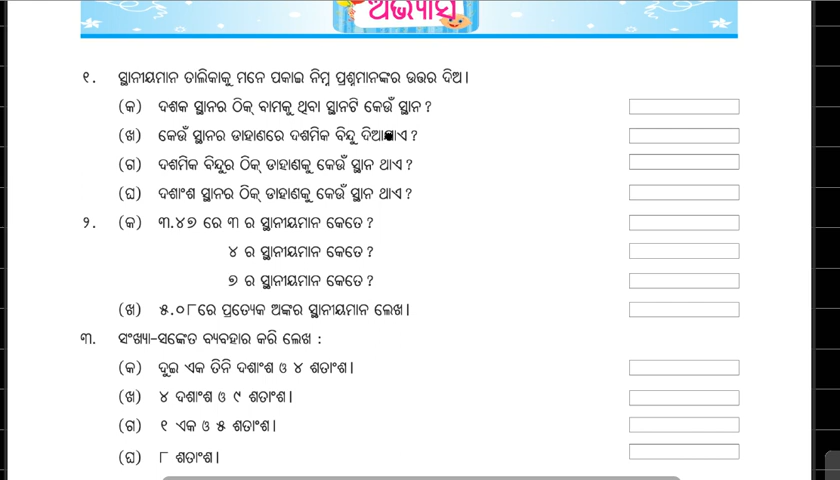 ଅଭ୍ୟାସ
୧. ସ୍ଥାନୀୟମାନ ତାଲିକାକୁ ମନେ ପକାଇ ନିମ୍ନ ପ୍ରଶ୍ନମାନଙ୍କର ଉତ୍ତର ଦିଅ।
(କ) ଦଶକ ସ୍ଥାନର ଠିକ୍ ବାମକୁ ଥିବା ସ୍ଥାନଟି କେଉଁ ସ୍ଥାନ ?
(ଖ) କେଉଁ ସ୍ଥାନର ଡାହାଣରେ ଦଶମିକ ବିନ୍ଦୁ ଦିଆଯାଏ ?
(ଗ) ଦଶମିକ ବିନ୍ଦୁର ଠିକ୍ ଡାହାଣକୁ କେଉଁ ସ୍ଥାନ ଥାଏ ?
(ଘ) ଦଶାଂଶ ସ୍ଥାନର ଠିକ୍ ଡାହାଣକୁ କେଉଁ ସ୍ଥାନ ଥାଏ ?
୨. (କ) ୩.୪୭ ରେ ୩ ର ସ୍ଥାନୀୟମାନ କେତେ ?
୪ ର ସ୍ଥାନୀୟମାନ କେତେ ?
୭ ର ସ୍ଥାନୀୟମାନ କେତେ ?
(ଖ) ୫.୦୮ରେ ପ୍ରତ୍ୟେକ ଅଙ୍କର ସ୍ଥାନୀୟମାନ ଲେଖ।
୩. ସଂଖ୍ୟା-ସଙ୍କେତ ବ୍ୟବହାର କରି ଲେଖ :
(କ) ଦୁଇ ଏକ ତିନି ଦଶାଂଶ ଓ ୪ ଶତାଂଶ।
(ଖ) ୪ ଦଶାଂଶ ଓ ୯ ଶତାଂଶ।
(ଗ) ୧ ଏକ ଓ ୫ ଶତାଂଶ।
(ଘ) ୮ ଶତାଂଶ।